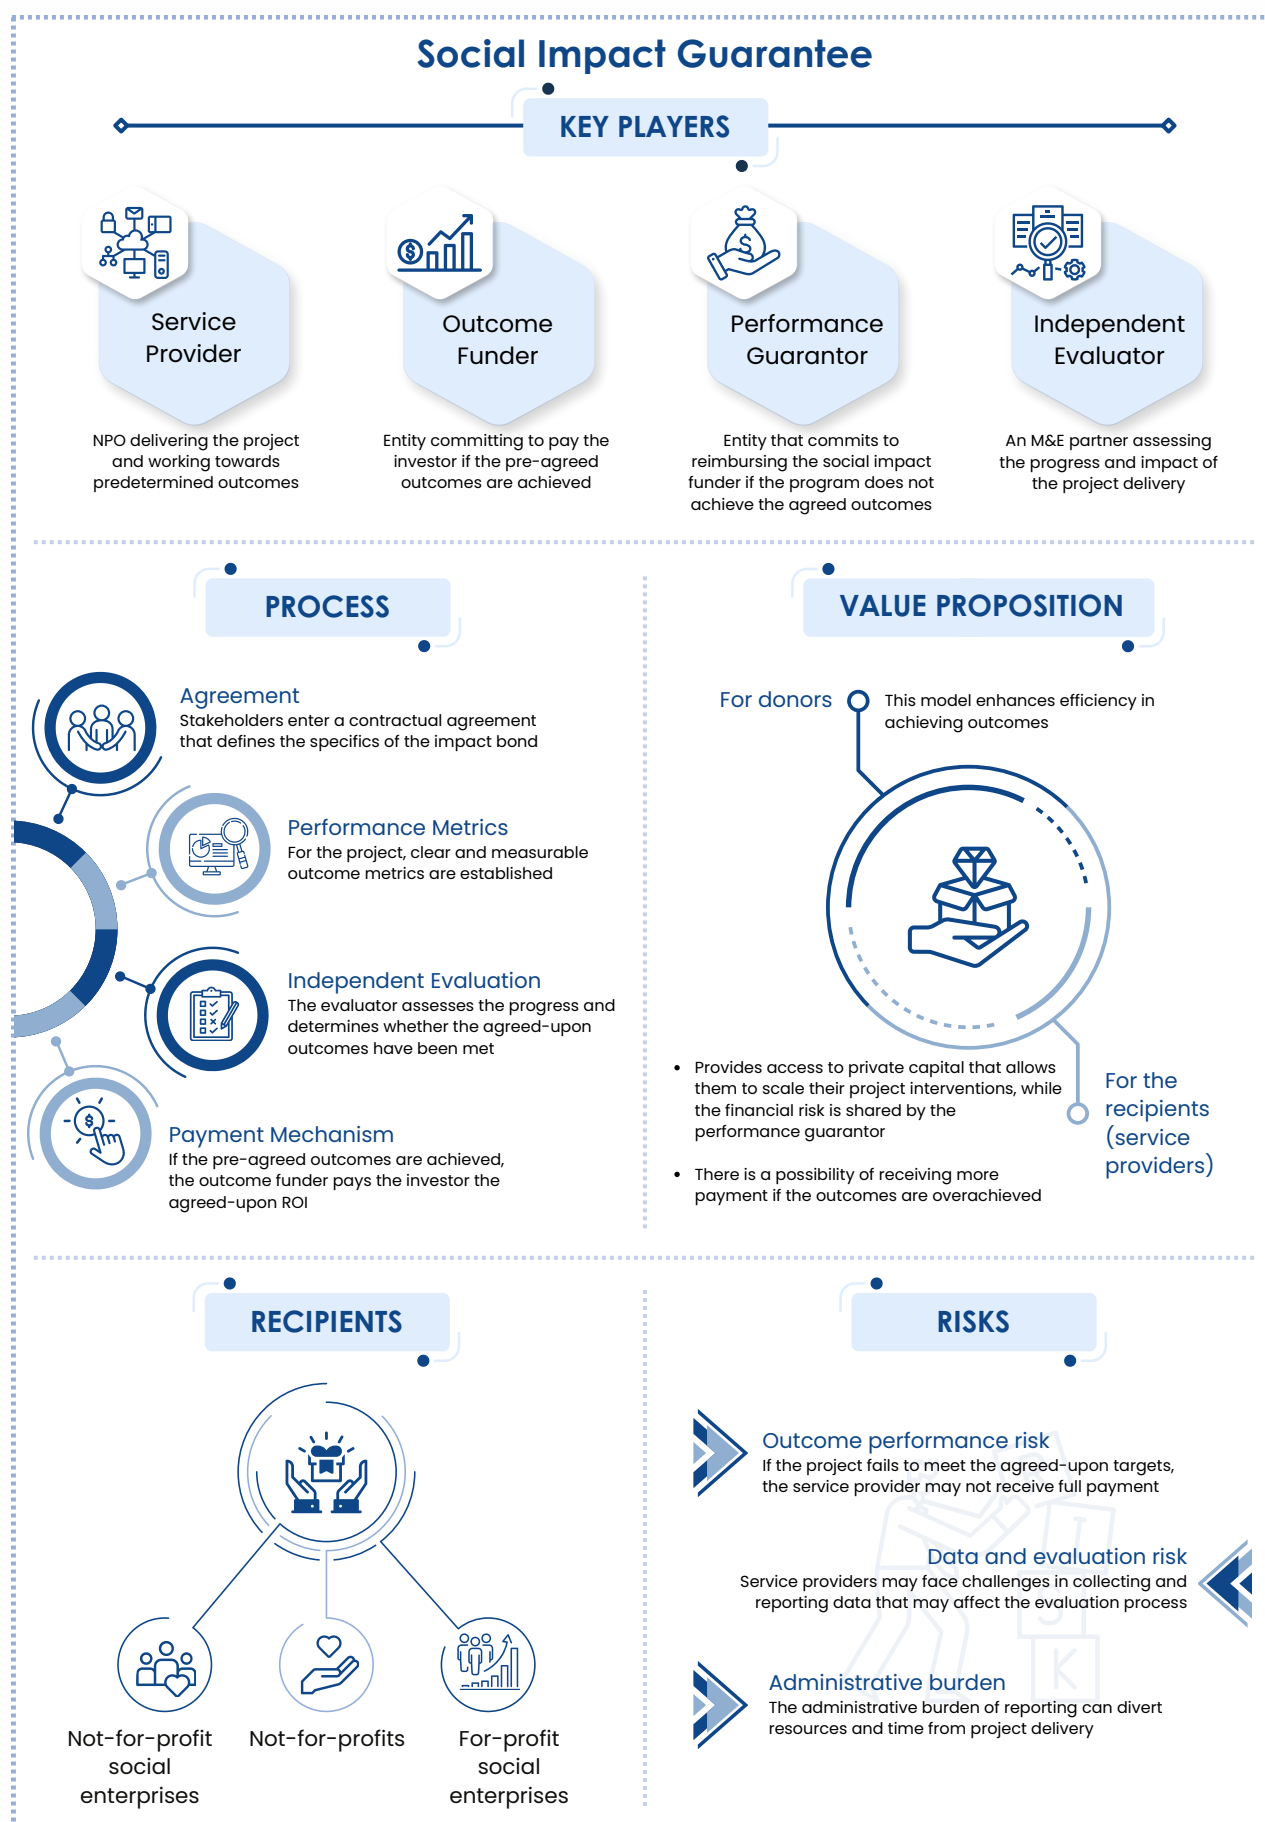 Social Impact Guarantee
KEY PLAYERS
Service
Provider
NPO delivering the project
and working towards
predetermined outcomes
Outcome
Funder
Entity committing to pay the
investor if the pre-agreed
outcomes are achieved
Performance
Guarantor
Entity that commits to
reimbursing the social impact
funder if the program does not
achieve the agreed outcomes
Independent
Evaluator
An M&E partner assessing
the progress and impact of
the project delivery
PROCESS
Agreement
Stakeholders enter a contractual agreement
that defines the specifics of the impact bond
Performance Metrics
For the project, clear and measurable
outcome metrics are established
Independent Evaluation
The evaluator assesses the progress and
determines whether the agreed-upon
outcomes have been met
Payment Mechanism
If the pre-agreed outcomes are achieved,
the outcome funder pays the investor the
agreed-upon ROI
VALUE PROPOSITION
For donors
This model enhances efficiency in
achieving outcomes
• Provides access to private capital that allows
them to scale their project interventions, while
the financial risk is shared by the
performance guarantor
• There is a possibility of receiving more
payment if the outcomes are overachieved
For the
recipients
(service
providers)
RECIPIENTS
Not-for-profit
social
enterprises
Not-for-profits
For-profit
social
enterprises
RISKS
Outcome performance risk
If the project fails to meet the agreed-upon targets,
the service provider may not receive full payment
Data and evaluation risk
Service providers may face challenges in collecting and
reporting data that may affect the evaluation process
Administrative burden
The administrative burden of reporting can divert
resources and time from project delivery
R
I
S
K